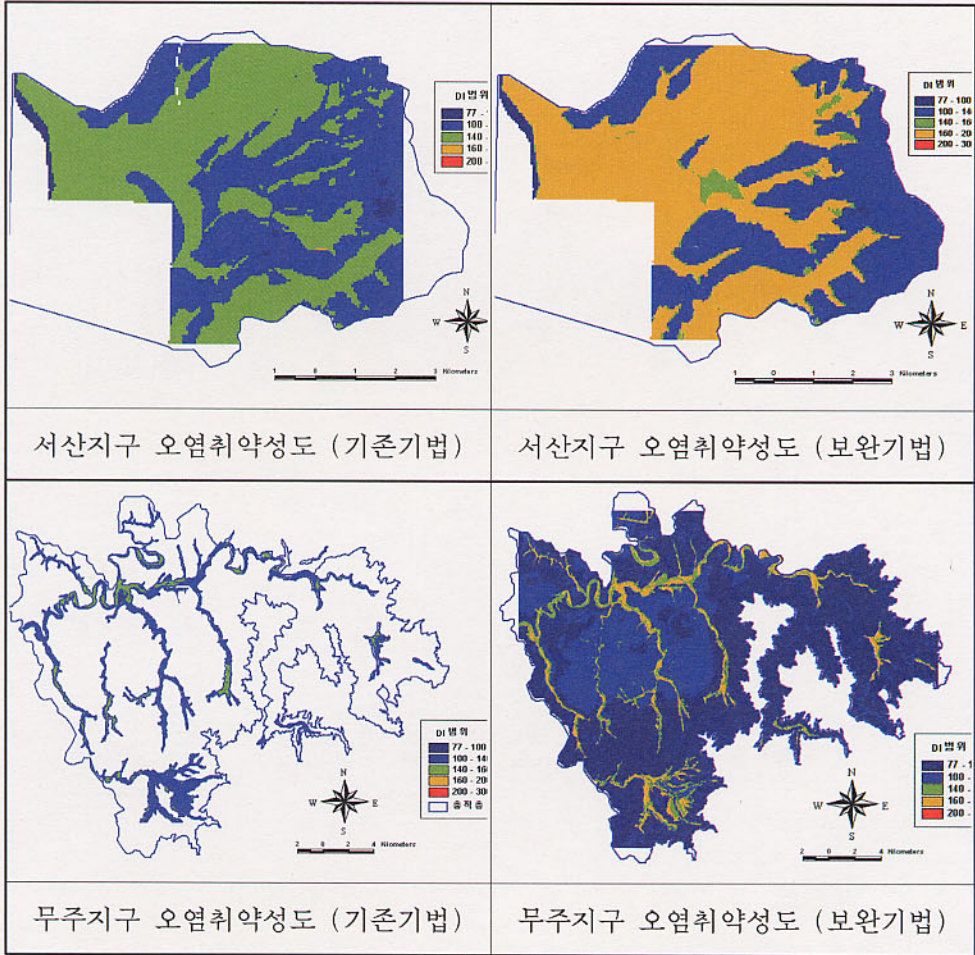 DI 범위
77 - 1
100 -
140 -
160 -
200 -
N
W
S
1 0 1 2 3 Kilometers
DI 범위
77 - 100
100 - 14
140 - 16
160 - 20
200 - 30
N
W E
S
1 0 1 2 3 Kilometers
서산지구 오염취약성도 (기존기법)
서산지구 오염취약성도 (보완기법)
DI 범위
77 - 100
100 - 14
140 - 16
160 - 20
200 - 30
충적층
N
W E
S
2 0 2 4 Kilometers
DI 범위
77 - 1
100 -
140 -
160 -
200 -
N
W E
S
2 0 2 4 Kilometers
무주지구 오염취약성도 (기존기법)
무주지구 오염취약성도 (보완기법)